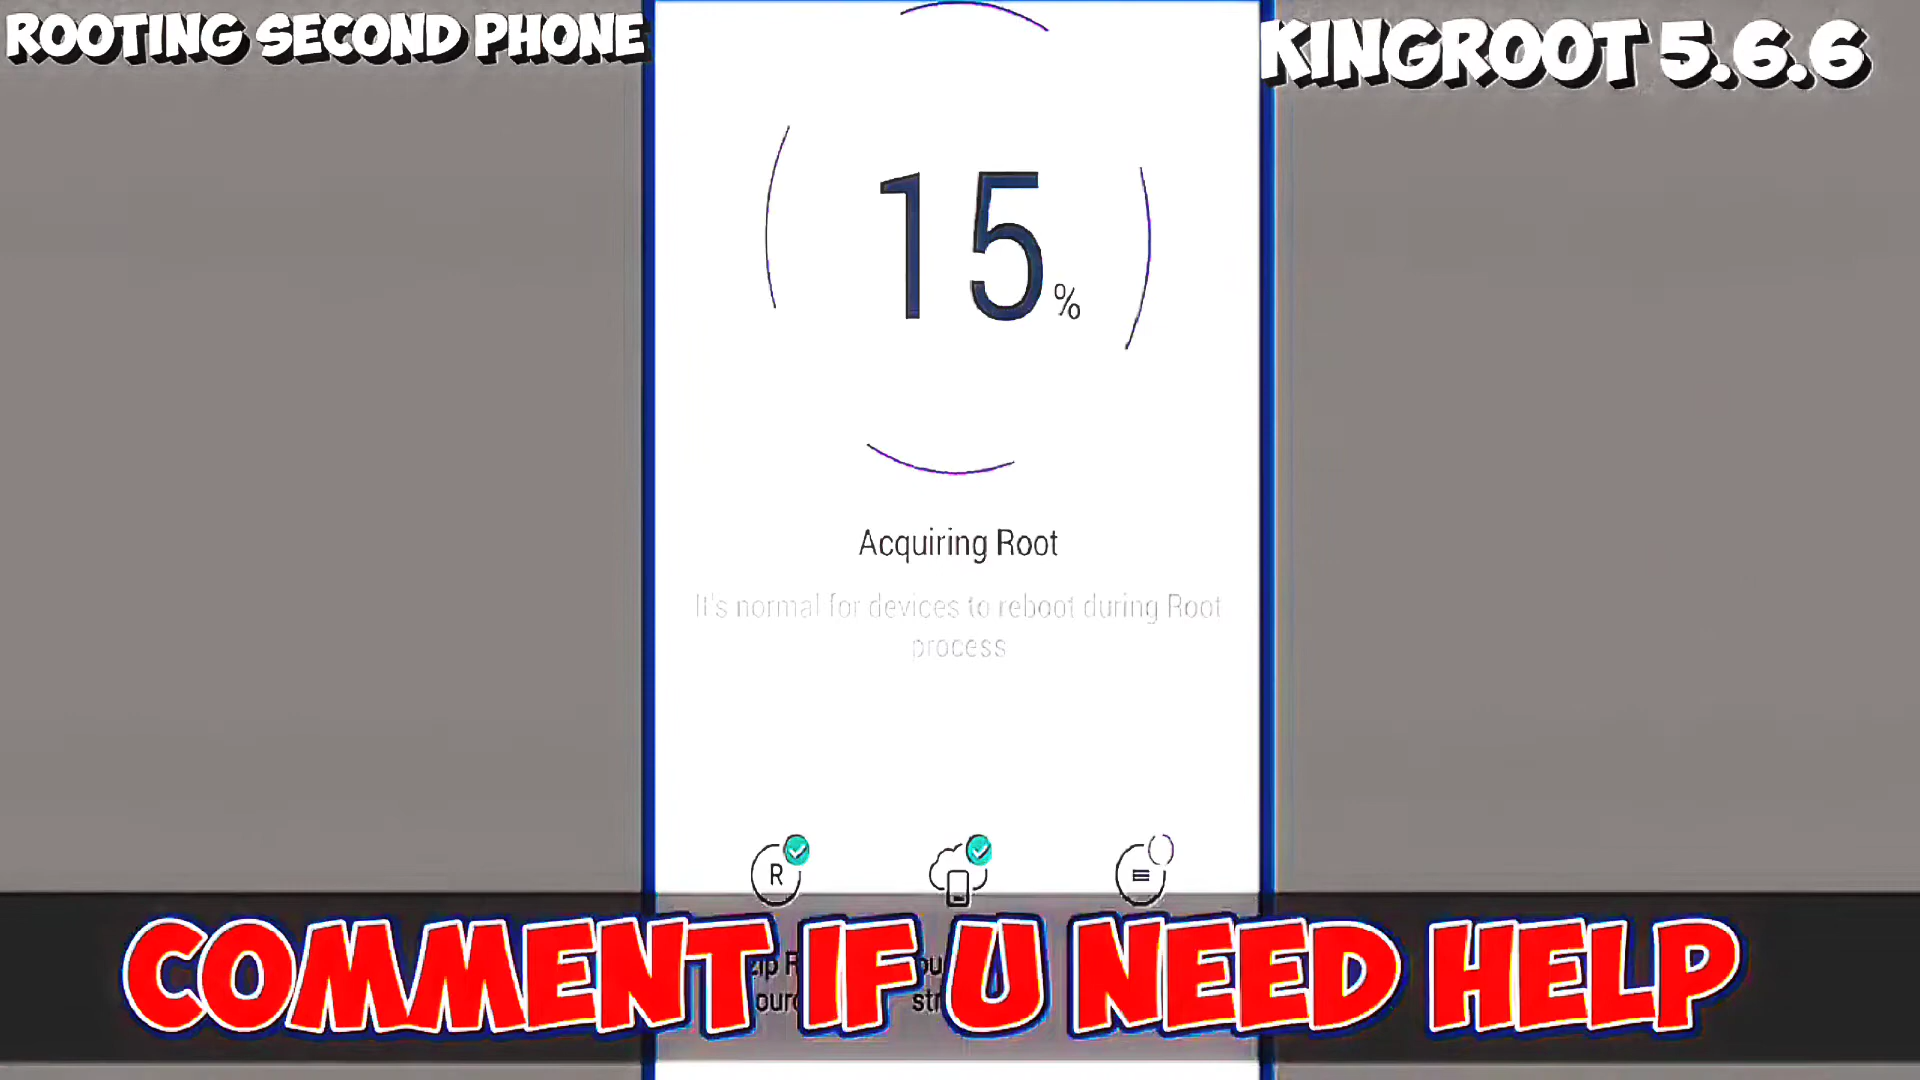 ROOTING SECOND PHONE
KINGROOT 5.6.6
15%
Acquiring Root
It's normal for devices to reboot during Root
process
R
COMMENT IF U NEED HELP